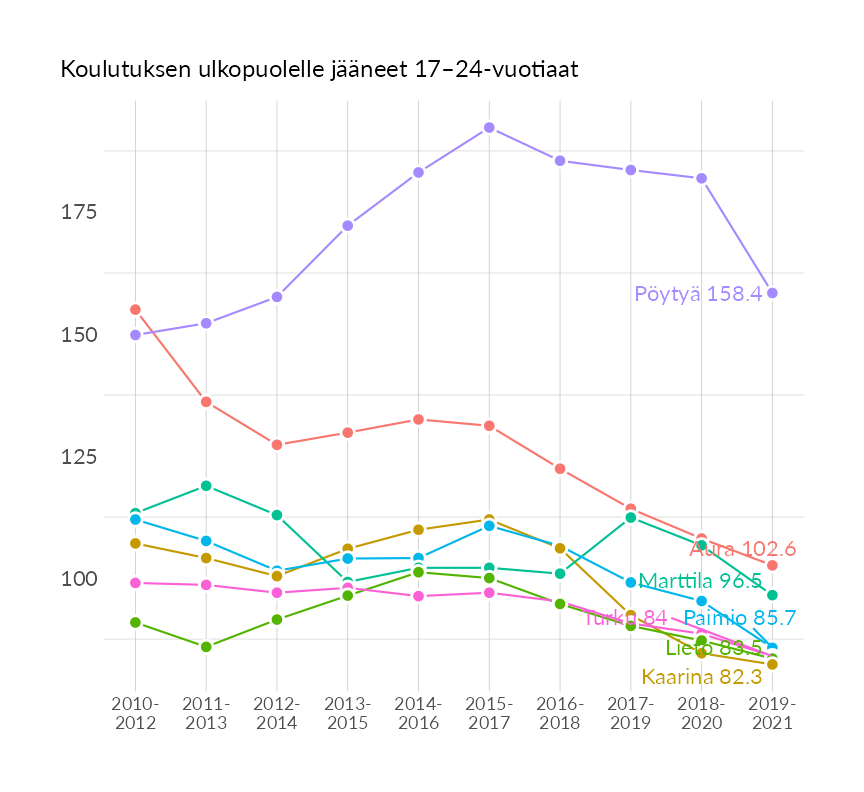 Koulutuksen ulkopuolelle jääneet 17–24-vuotiaat
175
Pöytyä 158.4
150
125
Aura 102.6
100
Marttila 96.5
Turku 84
Paimio 85.7
Lieto 83.5
Kaarina 82.3
2010- 2011- 2012- 2013- 2014- 2015- 2016- 2017- 2018- 2019-
2012 2013 2014 2015 2016 2017 2018 2019 2020 2021